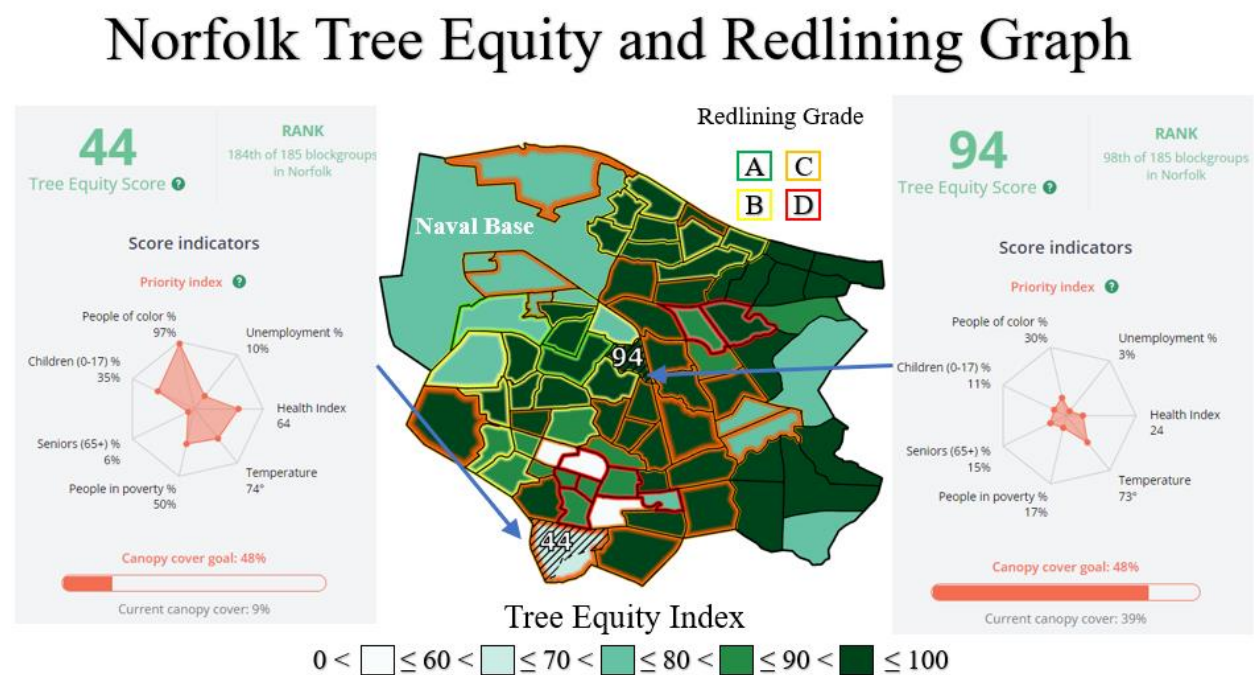 Norfolk Tree Equity and Redlining Graph
44
Tree Equity Score ?
RANK
184th of 185 blockgroups
in Norfolk
Score indicators
Priority index ?
People of color %
97%
Unemployment %
10%
Children (0-17) %
35%
Health Index
64
Seniors (65+) %
6%
Temperature
74°
People in poverty %
50%
Canopy cover goal: 48%
Current canopy cover: 9%
Naval Base
94
44
Redlining Grade
A C
B D
94
Tree Equity Score ?
RANK
98th of 185 blockgroups
in Norfolk
Score indicators
Priority index ?
People of color %
30%
Unemployment %
3%
Children (0-17) %
11%
Health Index
24
Seniors (65+) %
15%
Temperature
73°
People in poverty %
17%
Canopy cover goal: 48%
Current canopy cover: 39%
Tree Equity Index
0 < ≤ 60 < ≤ 70 < ≤ 80 < ≤ 90 < ≤ 100